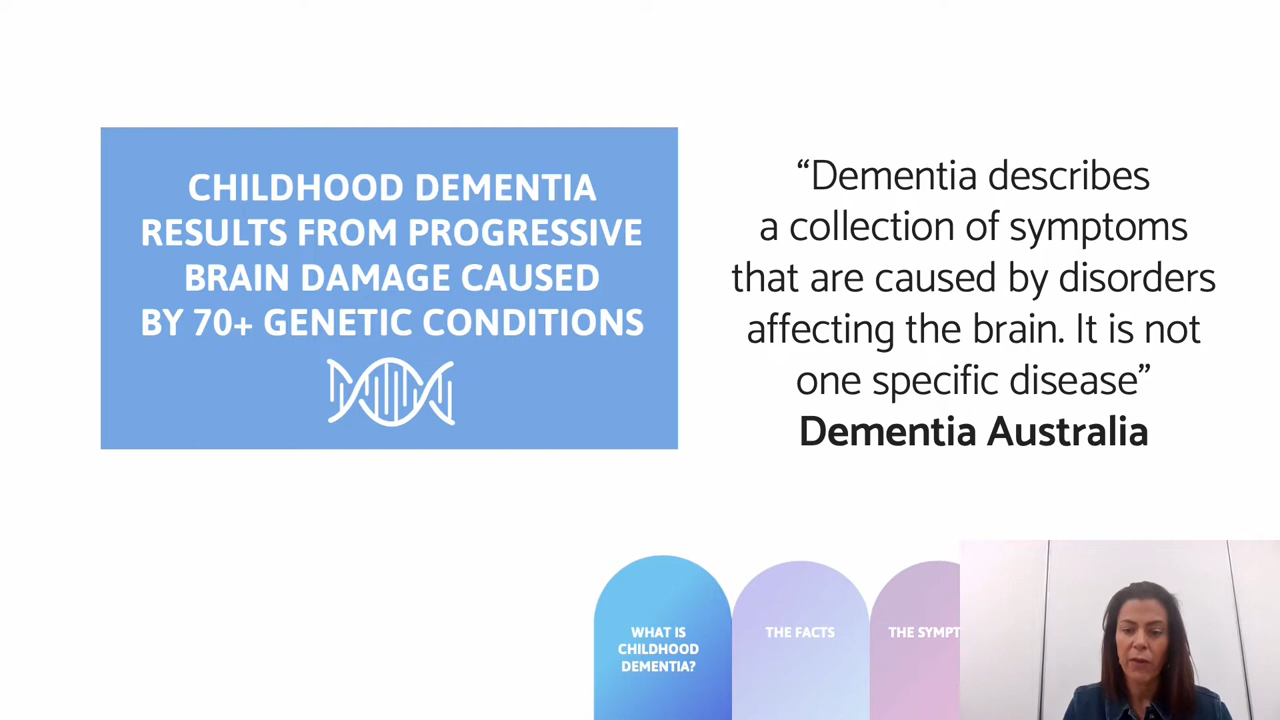 CHILDHOOD DEMENTIA
RESULTS FROM PROGRESSIVE
BRAIN DAMAGE CAUSED
BY 70+ GENETIC CONDITIONS
“Dementia describes
a collection of symptoms
that are caused by disorders
affecting the brain. It is not
one specific disease”
Dementia Australia
WHAT IS
CHILDHOOD
DEMENTIA?
THE FACTS
THE SYMPT